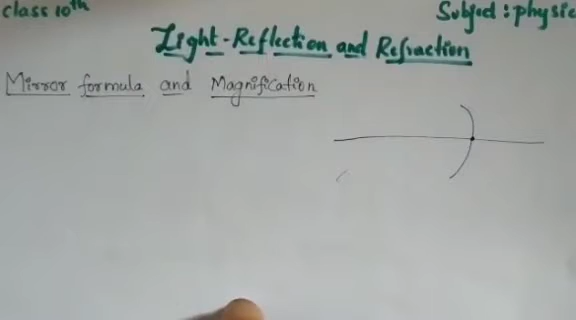 Class 10th
Subject : physic
Light-Reflection and Refraction
Mirror formula and Magnification